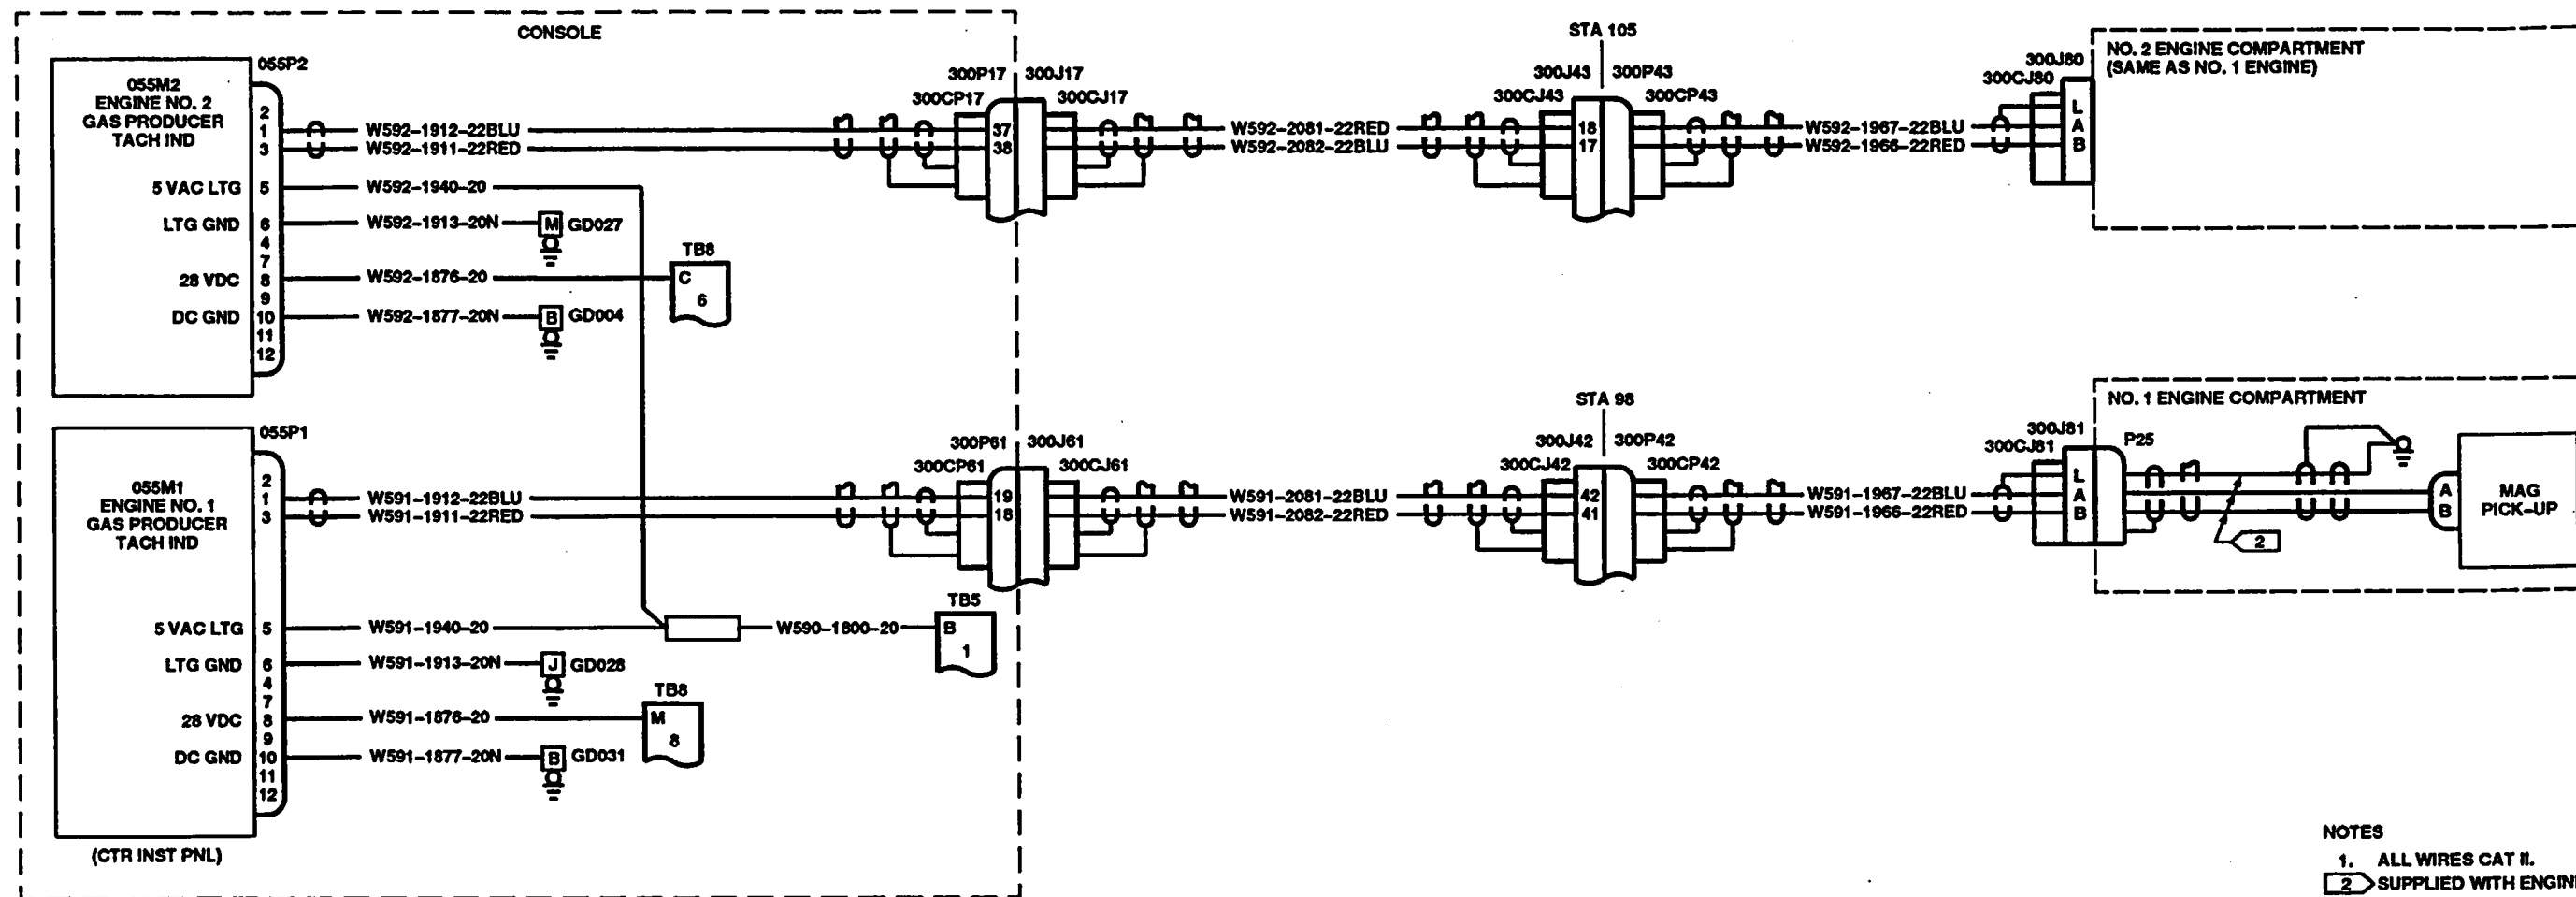 CONSOLE
055M2
ENGINE NO. 2
GAS PRODUCER
TACH IND
055P2
2
1
3
5 VAC LTG
5
LTG GND
6
4
7
28 VDC
8
9
DC GND
10
11
12
W592-1912-22BLU
W592-1911-22RED
W592-1940-20
W592-1913-20N
M
GD027
W592-1876-20
TB8
C
6
W592-1877-20N
B
GD004
300P17
300J17
300CP17
300CJ17
37
38
W592-2081-22RED
W592-2082-22BLU
STA 105
300J43
300P43
300CJ43
300CP43
18
17
W592-1967-22BLU
W592-1966-22RED
300J80
300CJ80
L
A
B
NO. 2 ENGINE COMPARTMENT
(SAME AS NO. 1 ENGINE)
055M1
ENGINE NO. 1
GAS PRODUCER
TACH IND
055P1
2
1
3
5 VAC LTG
5
LTG GND
6
4
7
28 VDC
8
9
DC GND
10
11
12
(CTR INST PNL)
W591-1912-22BLU
W591-1911-22RED
W591-1940-20
W590-1800-20
TB5
B
1
W591-1913-20N
J
GD028
W591-1876-20
TB8
M
8
W591-1877-20N
B
GD031
300P61
300J61
300CP61
300CJ61
19
18
W591-2081-22BLU
W591-2082-22RED
STA 98
300J42
300P42
300CJ42
300CP42
42
41
W591-1967-22BLU
W591-1966-22RED
300J81
300CJ81
L
A
B
P25
NO. 1 ENGINE COMPARTMENT
2
A
B
MAG
PICK-UP
NOTES
1. ALL WIRES CAT II.
2 SUPPLIED WITH ENGIN